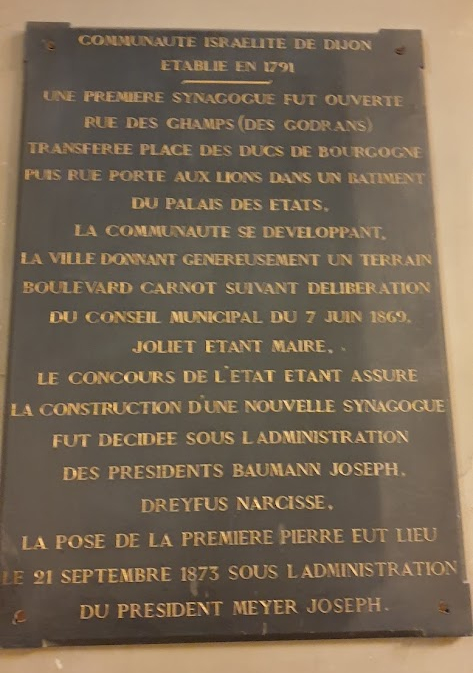 COMMUNAUTE ISRAELITE DE DIJON
ETABLIE EN 1791
UNE PREMIERE SYNAGOGUE FUT OUVERTE
RUE DES GHAMPS (DES GODRANS)
TRANSFEREE PLACE DES DUCS DE BOURGOGNE
PUIS RUE PORTE AUX LIONS DANS UN BATIMENT
DU PALAIS DES ETATS.
LA COMMUNAUTE SE DEVELOPPANT,
LA VILLE DONNANT GENEREUSEMENT UN TERRAIN
BOULEVARD CARNOT SUIVANT DELIBERATION
DU CONSEIL MUNICIPAL DU 7 JUIN 1869.
JOLIET ETANT MAIRE.
LE CONCOURS DE L'ETAT ETANT ASSURE
LA CONSTRUCTION D'UNE NOUVELLE SYNAGOGUE
FUT DECIDEE SOUS L'ADMINISTRATION
DES PRESIDENTS BAUMANN JOSEPH.
DREYFUS NARCISSE.
LA POSE DE LA PREMIERE PIERRE EUT LIEU
LE 21 SEPTEMBRE 1873 SOUS L'ADMINISTRATION
DU PRESIDENT MEYER JOSEPH.